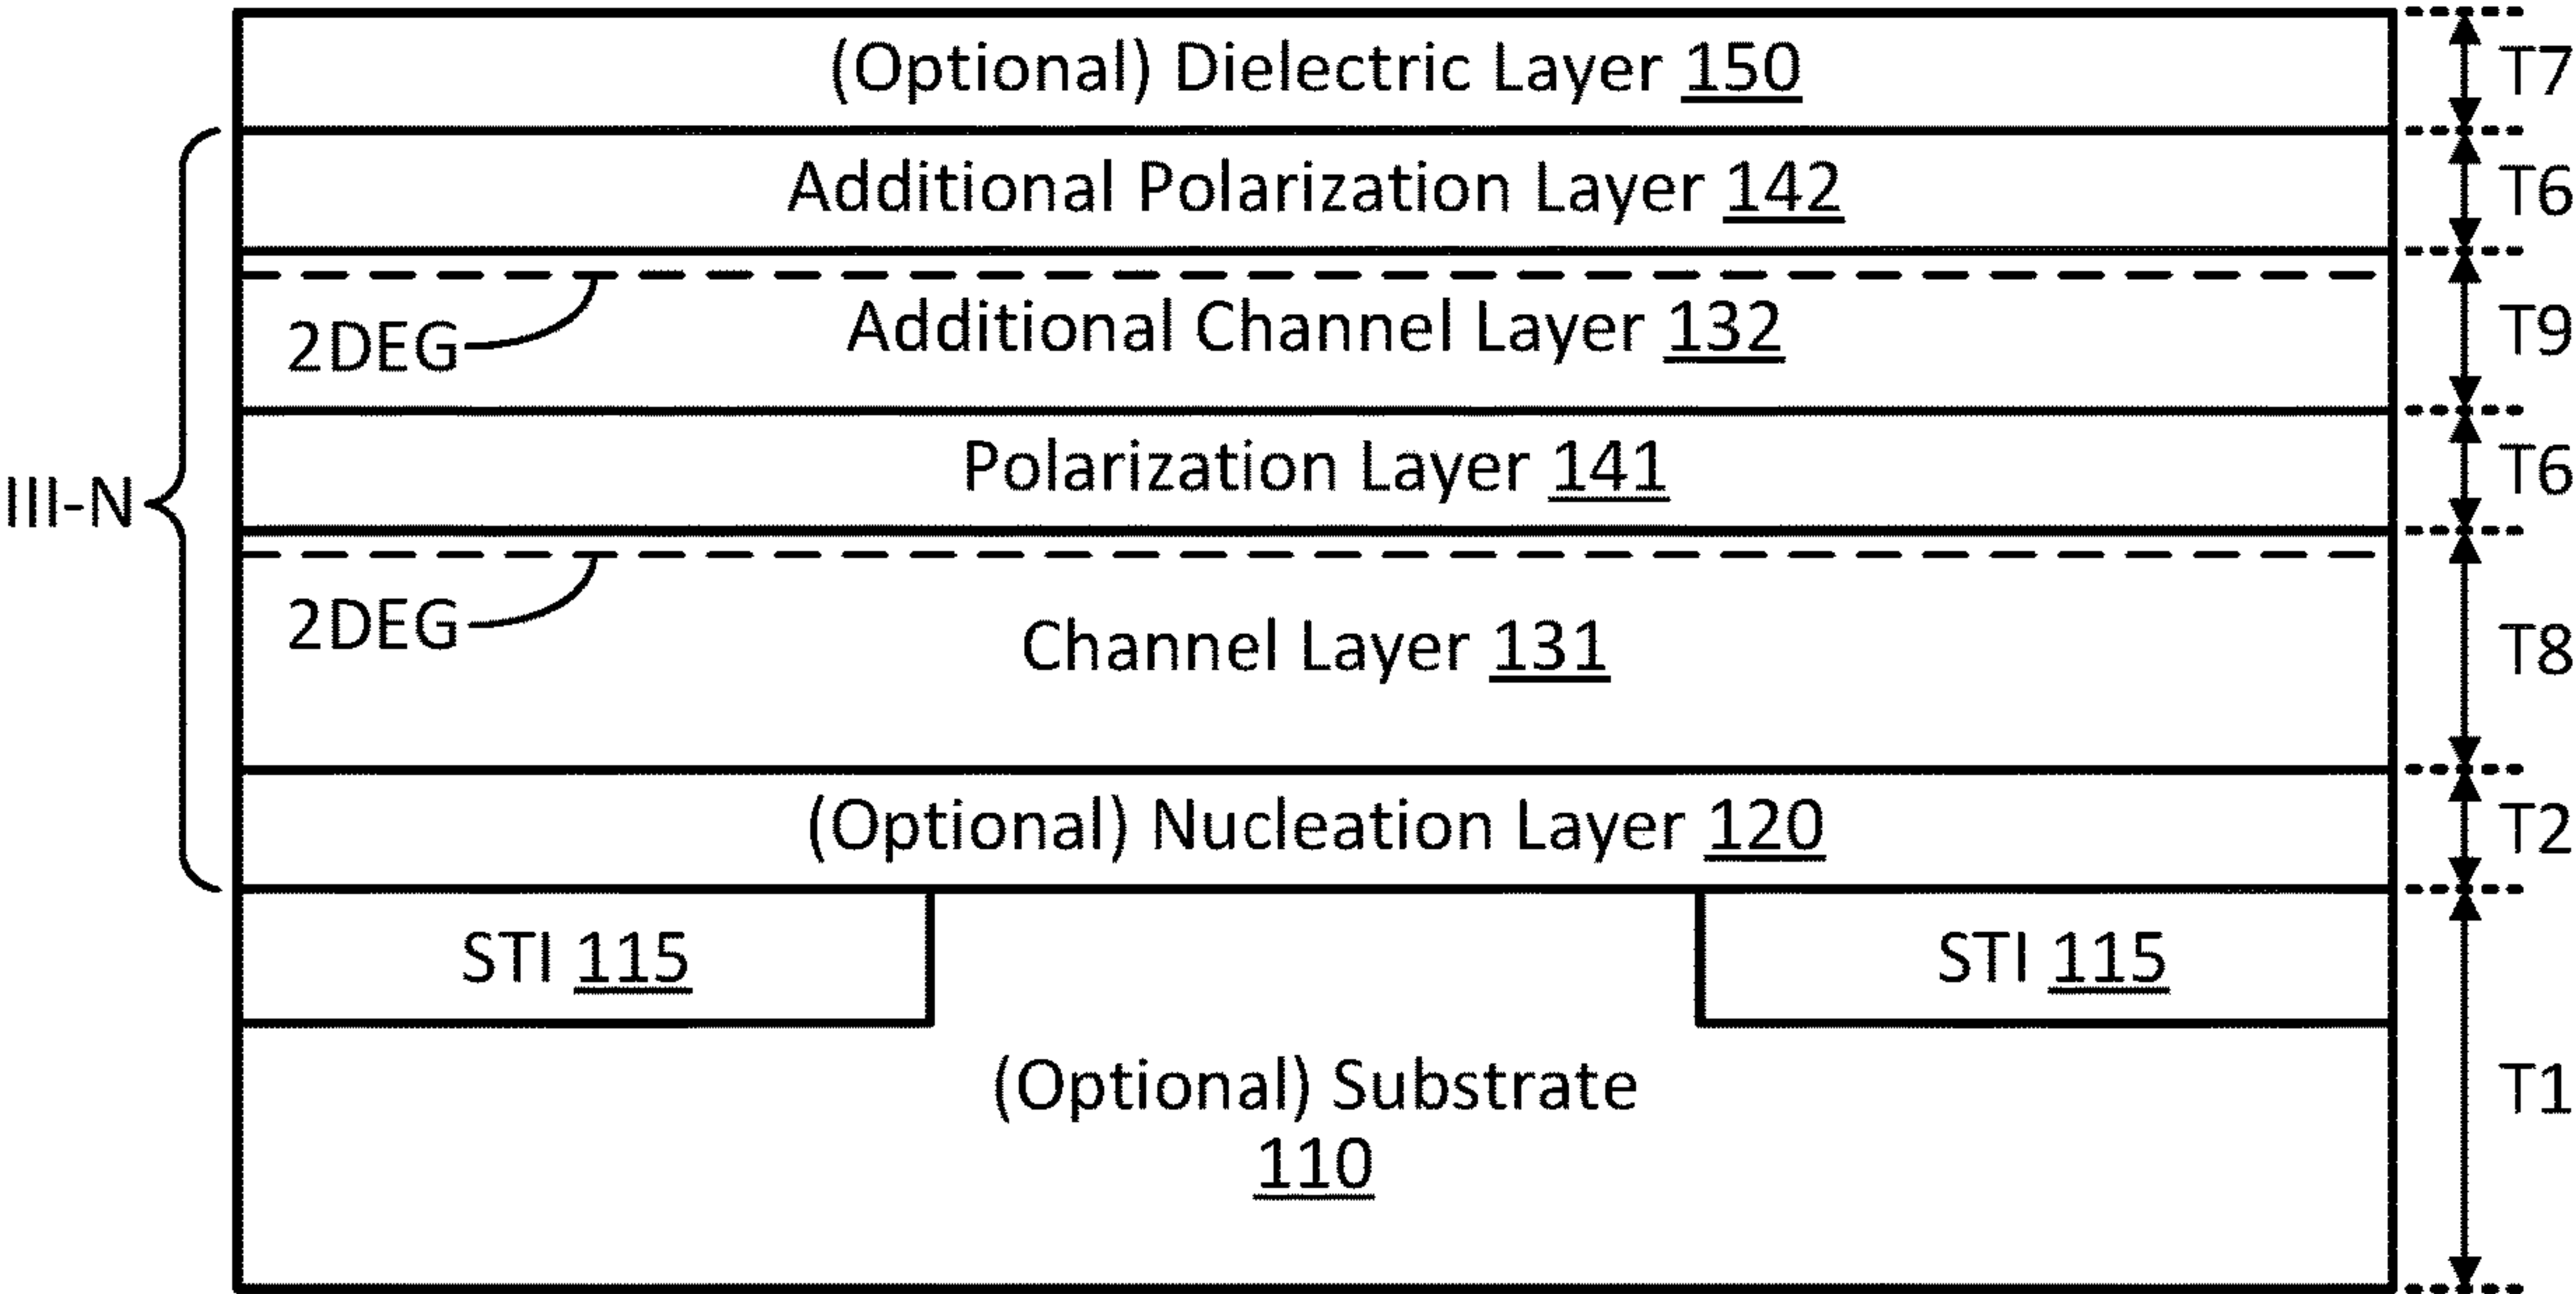 (Optional) Dielectric Layer 150
T7
Additional Polarization Layer 142
T6
2DEG
Additional Channel Layer 132
T9
III-N
Polarization Layer 141
T6
2DEG
Channel Layer 131
T8
(Optional) Nucleation Layer 120
T2
STI 115
STI 115
(Optional) Substrate
110
T1